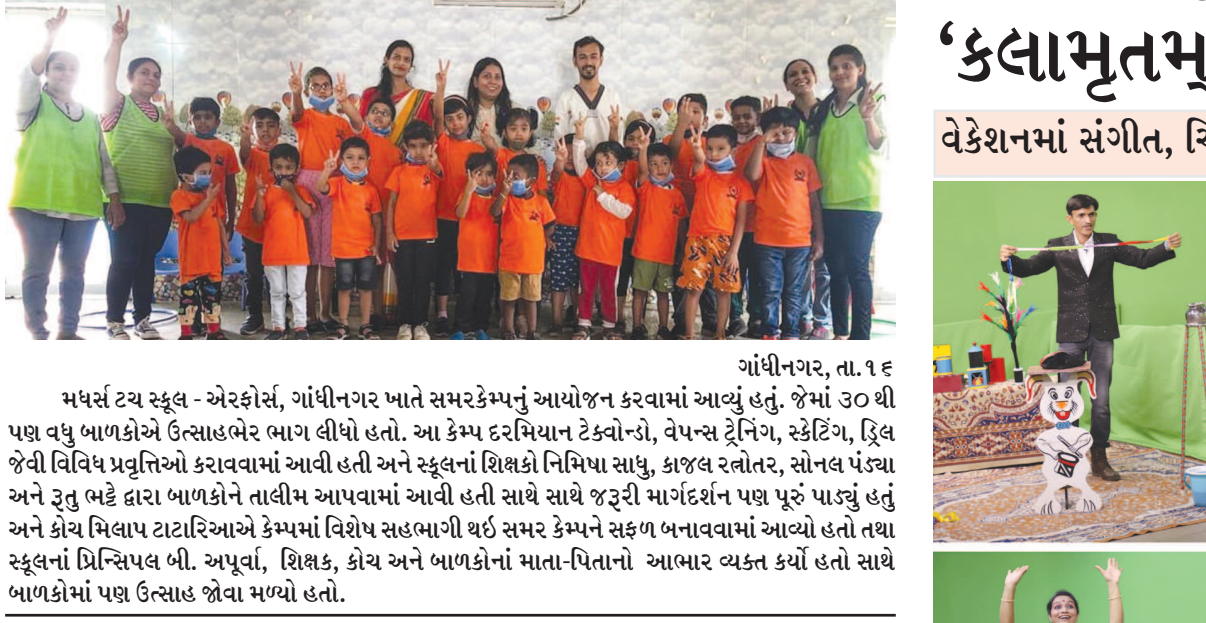 ગાંધીનગર, તા.૧૬
મધર્સ ટચ સ્કૂલ - એરફોર્સ, ગાંધીનગર ખાતે સમરકેમ્પનું આયોજન કરવામાં આવ્યું હતું. જેમાં ૩૦થી
પણ વધુ બાળકોએ ઉત્સાહભેર ભાગ લીધો હતો. આ કેમ્પ દરમિયાન ટેક્વોન્ડો, વેપન્સ ટ્રેનિંગ, સ્કેટિંગ, ડ્રિલ
જેવી વિવિધ પ્રવૃત્તિઓ કરાવવામાં આવી હતી અને સ્કૂલનાં શિક્ષકો નિમિષા સાધુ, કાજલ રત્નોતર, સોનલ પંડ્યા
અને રૂતુ ભટ્ટે દ્વારા બાળકોને તાલીમ આપવામાં આવી હતી સાથે સાથે જરૂરી માર્ગદર્શન પણ પૂરું પાડ્યું હતું
અને કોચ મિલાપ ટાટારિઆએ કેમ્પમાં વિશેષ સહભાગી થઇ સમર કેમ્પને સફળ બનાવવામાં આવ્યો હતો તથા
સ્કૂલનાં પ્રિન્સિપલ બી. અપૂર્વા, શિક્ષક, કોચ અને બાળકોનાં માતા-પિતાનો આભાર વ્યક્ત કર્યો હતો સાથે
બાળકોમાં પણ ઉત્સાહ જોવા મળ્યો હતો.
‘કલામૃતમ્
વેકેશનમાં સંગીત,